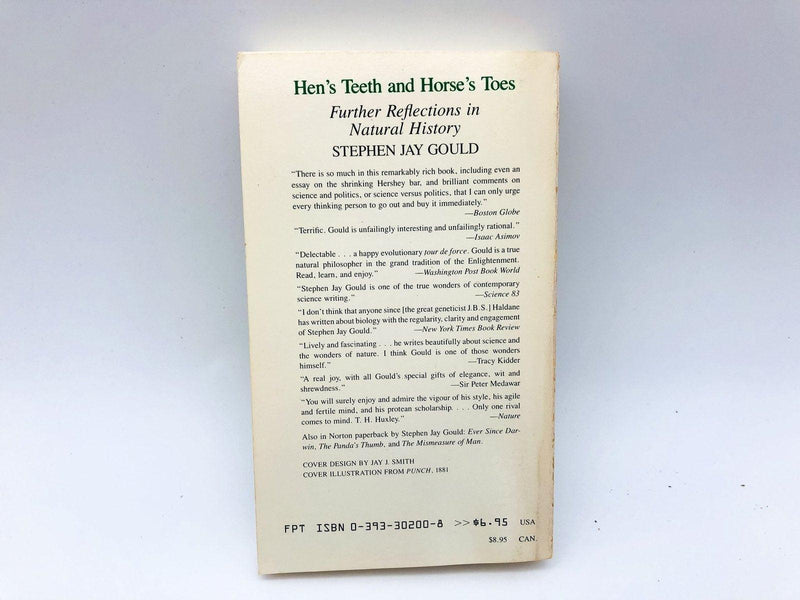 Hen's Teeth and Horse's Toes
Further Reflections in
Natural History
STEPHEN JAY GOULD
"There is so much in this remarkably rich book, including even an
essay on the shrinking Hershey bar, and brilliant comments on
science and politics, or science versus politics, that I can only urge
every thinking person to go out and buy it immediately."
—Boston Globe
"Terrific. Gould is unfailingly interesting and unfailingly rational."
—Isaac Asimov
"Delectable . . . a happy evolutionary tour de force. Gould is a true
natural philosopher in the grand tradition of the Enlightenment.
Read, learn, and enjoy." —Washington Post Book World
"Stephen Jay Gould is one of the true wonders of contemporary
science writing." —Science 83
"I don't think that anyone since [the great geneticist J.B.S.] Haldane
has written about biology with the regularity, clarity and engagement
of Stephen Jay Gould." —New York Times Book Review
"Lively and fascinating . . . he writes beautifully about science and
the wonders of nature. I think Gould is one of those wonders
himself." —Tracy Kidder
"A real joy, with all Gould's special gifts of elegance, wit and
shrewdness." —Sir Peter Medawar
"You will surely enjoy and admire the vigour of his style, his agile
and fertile mind, and his protean scholarship. . . . Only one rival
comes to mind. T. H. Huxley." —Nature
Also in Norton paperback by Stephen Jay Gould: Ever Since Dar-
win, The Panda's Thumb, and The Mismeasure of Man.
COVER DESIGN BY JAY J. SMITH
COVER ILLUSTRATION FROM PUNCH, 1881
FPT ISBN 0-393-30200-8 >> $6.95 USA
$8.95 CAN.